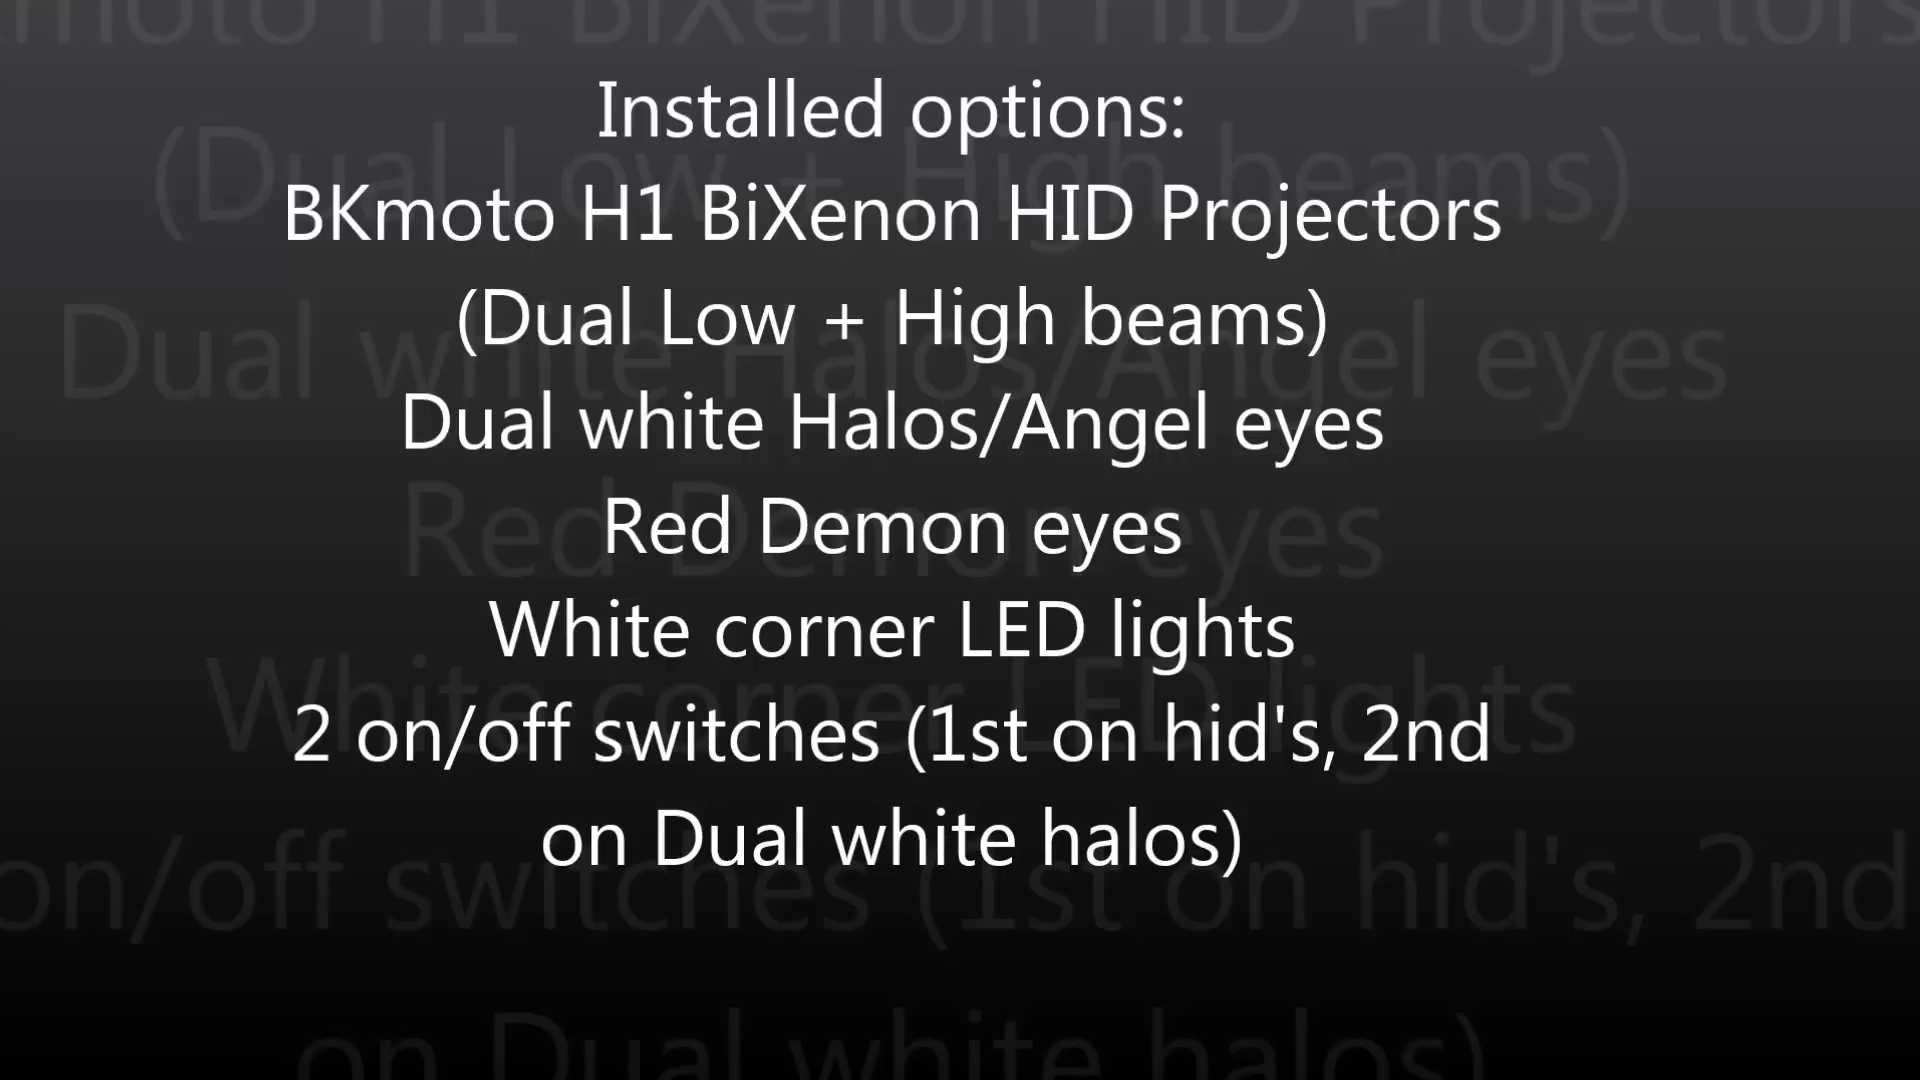 Installed options:
BKmoto H1 BiXenon HID Projectors
(Dual Low + High beams)
Dual white Halos/Angel eyes
Red Demon eyes
White corner LED lights
2 on/off switches (1st on hid's, 2nd
on Dual white halos)